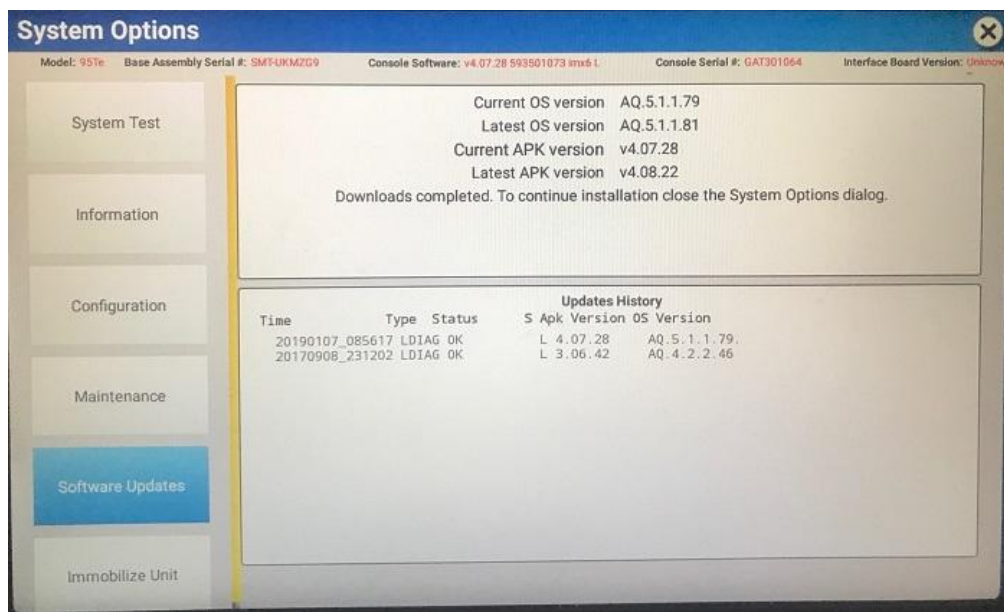 System Options
Model: 95Te Base Assembly Serial #: SMT-UKMZG9 Console Software: v4.07.28 593501073 imx6 L Console Serial #: GAT301064 Interface Board Version: Unknow
System Test
Information
Configuration
Maintenance
Software Updates
Immobilize Unit
Current OS version AQ.5.1.1.79
Latest OS version AQ.5.1.1.81
Current APK version v4.07.28
Latest APK version v4.08.22
Downloads completed. To continue installation close the System Options dialog.
Updates History
Time Type Status S Apk Version OS Version
20190107_085617 LDIAG OK L 4.07.28 AQ.5.1.1.79.
20170908_231202 LDIAG OK L 3.06.42 AQ.4.2.2.46